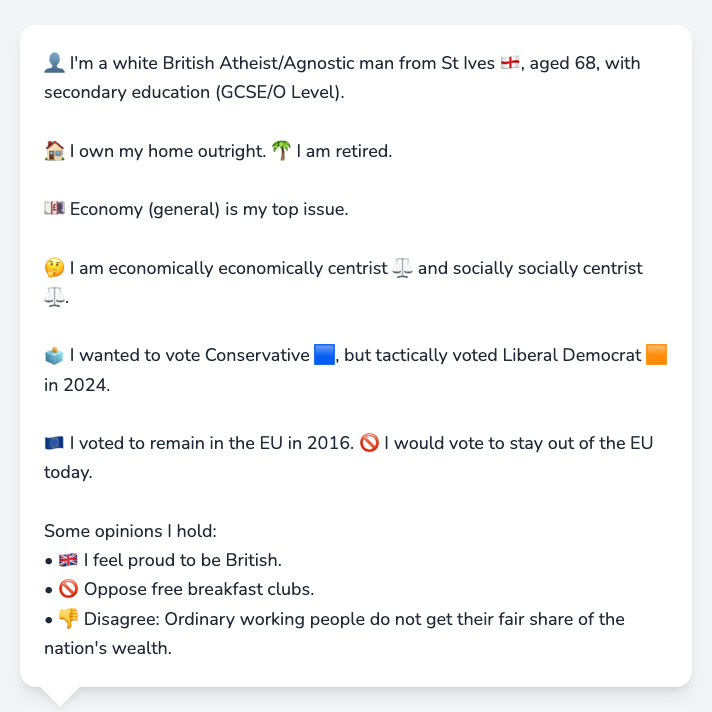 👤 I'm a white British Atheist/Agnostic man from St Ives 🏴󠁧󠁢󠁥󠁮󠁧󠁿, aged 68, with
secondary education (GCSE/O Level).
🏠 I own my home outright. 🌴 I am retired.
💷 Economy (general) is my top issue.
🤔 I am economically economically centrist ⚖️ and socially socially centrist
⚖️.
🗳️ I wanted to vote Conservative 🟦, but tactically voted Liberal Democrat 🟧
in 2024.
🇪🇺 I voted to remain in the EU in 2016. 🚫 I would vote to stay out of the EU
today.
Some opinions I hold:
• 🇬🇧 I feel proud to be British.
• 🚫 Oppose free breakfast clubs.
• 👎 Disagree: Ordinary working people do not get their fair share of the
nation's wealth.